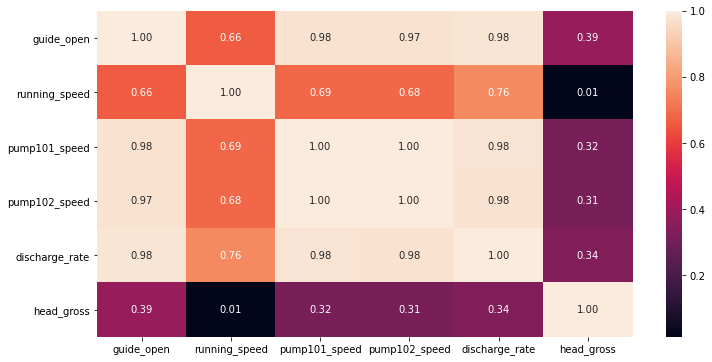 guide_open 1.00 0.66 0.98 0.97 0.98 0.39
running_speed 0.66 1.00 0.69 0.68 0.76 0.01
pump101_speed 0.98 0.69 1.00 1.00 0.98 0.32
pump102_speed 0.97 0.68 1.00 1.00 0.98 0.31
discharge_rate 0.98 0.76 0.98 0.98 1.00 0.34
head_gross 0.39 0.01 0.32 0.31 0.34 1.00
guide_open running_speed pump101_speed pump102_speed discharge_rate head_gross
1.0
0.8
0.6
0.4
0.2